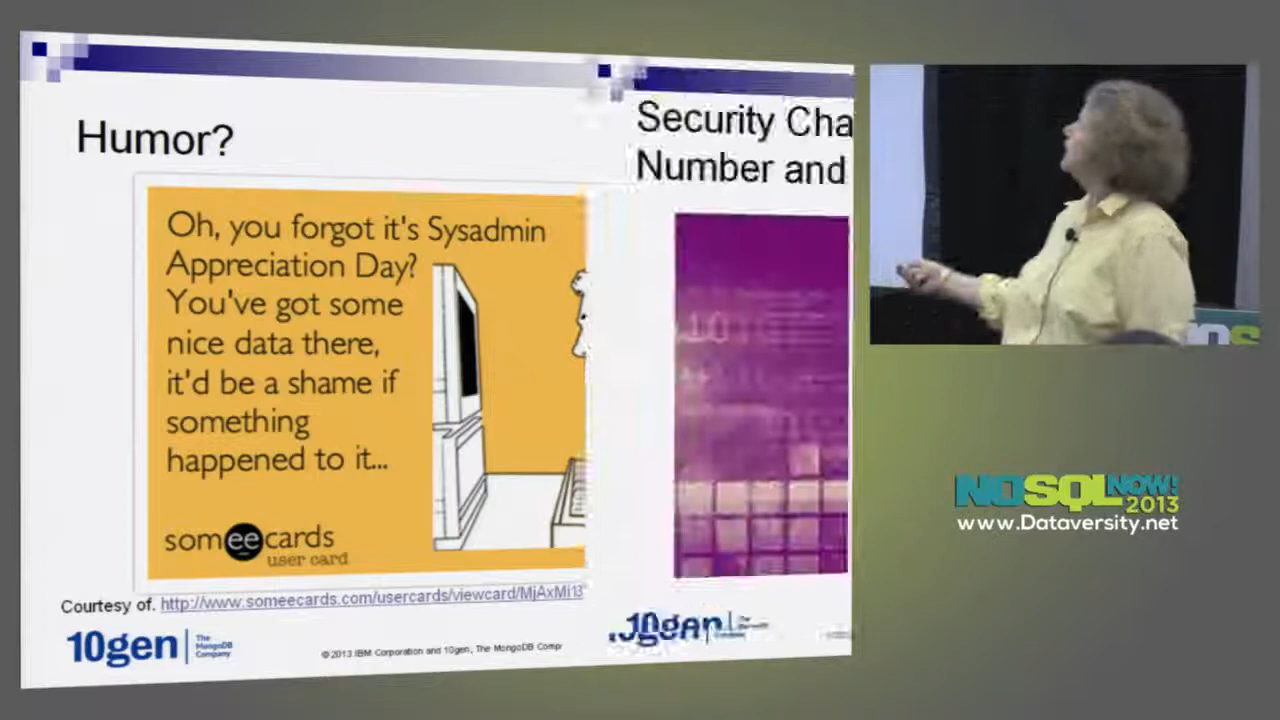 Humor?
Oh, you forgot it's Sysadmin
Appreciation Day?
You've got some
nice data there,
it'd be a shame if
something
happened to it...
someecards
user card
Courtesy of. http://www.someecards.com/usercards/viewcard/MjAxMi13
10gen The MongoDB Company
©2013 IBM Corporation and 10gen, The MongoDB Comp
Security Cha
Number and
10gen
NOSQL NOW! 2013
www.Dataversity.net